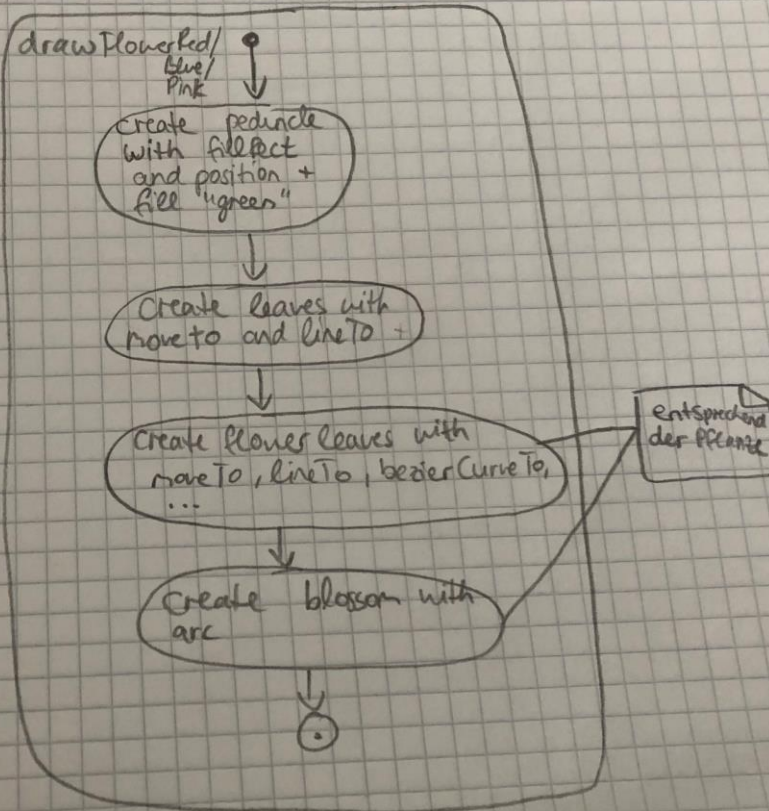 drawFlowerRed/
Blue/
Pink
create peduncle
with fillRect
and position +
fill "green"
create leaves with
moveto and lineTo +
create flower leaves with
moveTo, lineTo, bezierCurveTo,
...
create blossom with
arc
entsprechend
der Pflanze